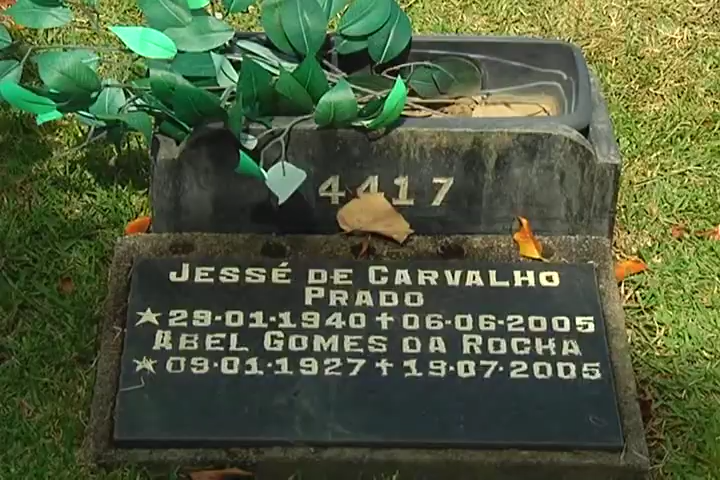 4417
JESSÉ DE CARVALHO
PRADO
29·01·1940 ✝ 06·06·2005
ABEL GOMES DA ROCHA
09·01·1927 ✝ 19·07·2005